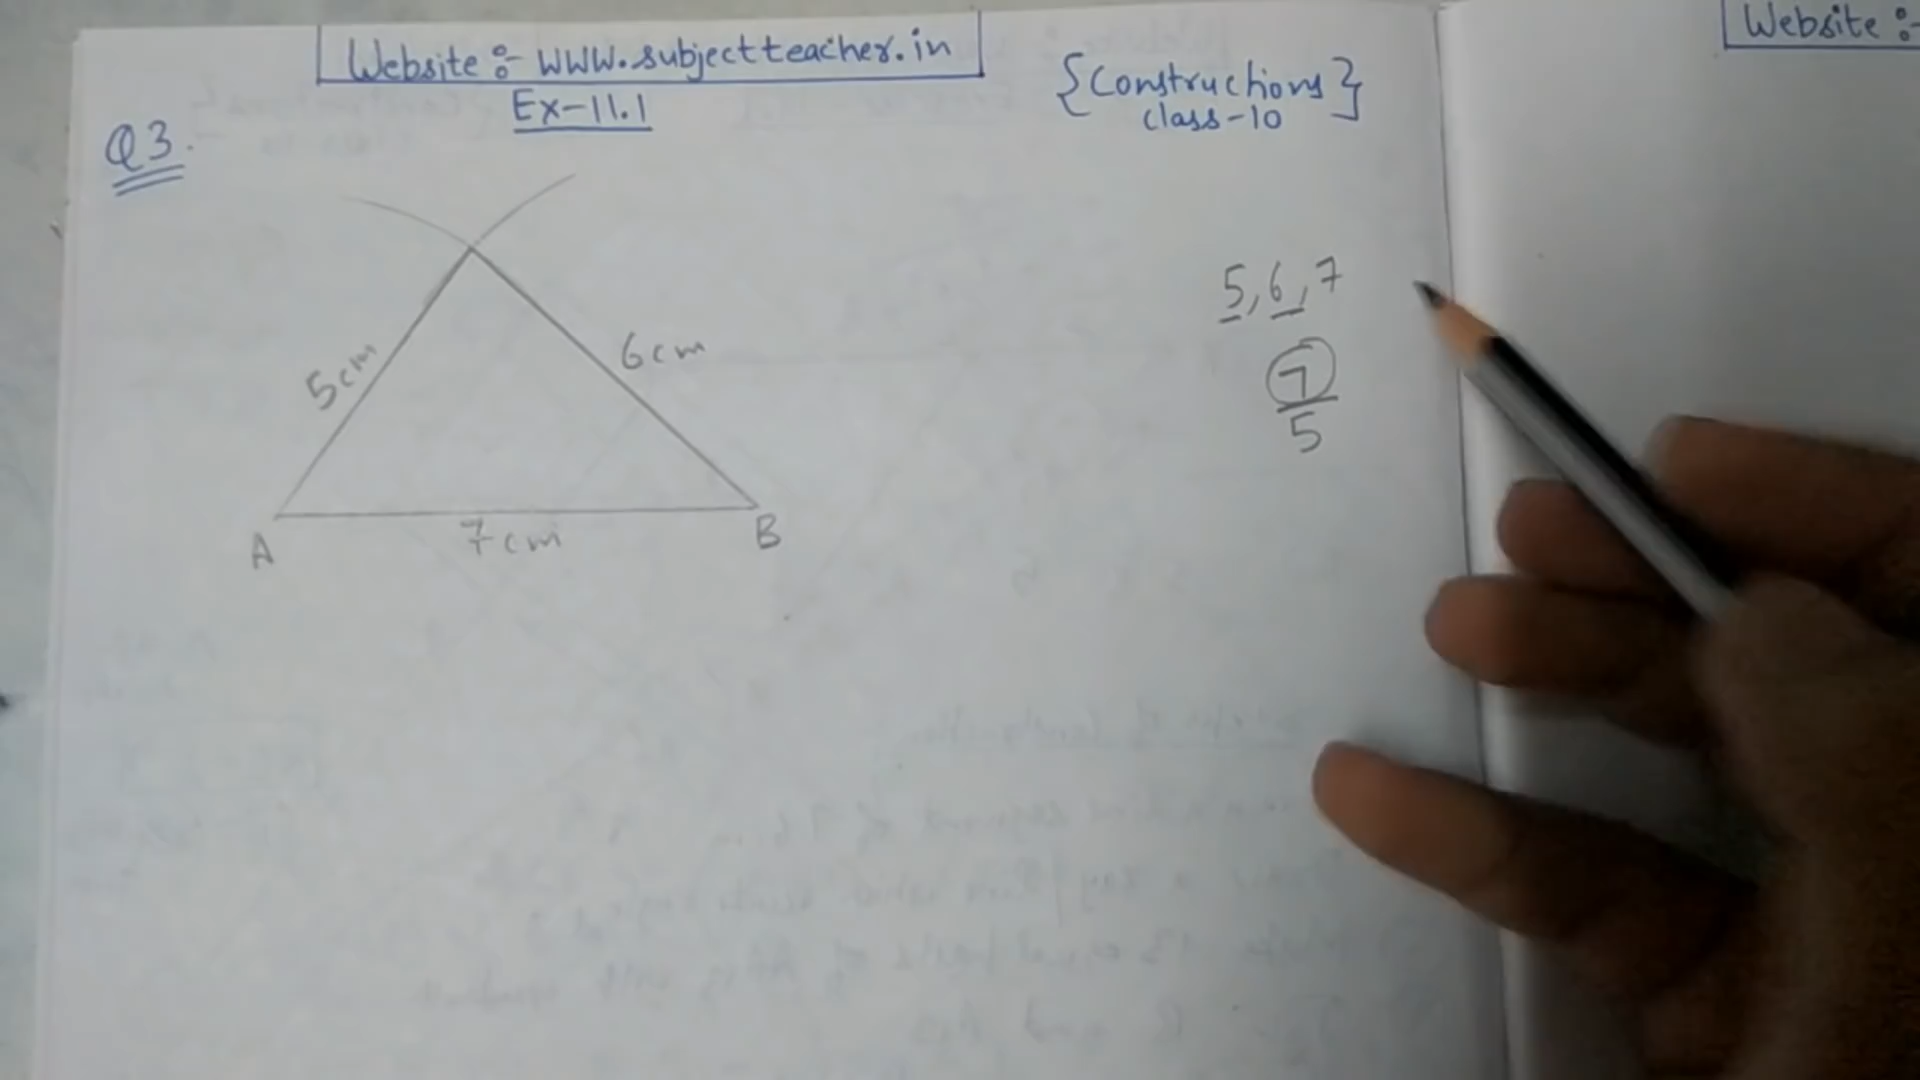 Website :- www.subjectteacher.in
Ex-11.1
{Constructions}
class-10
Website :-
Q3.
5cm
6cm
7cm
A
B
5, 6, 7
7
5